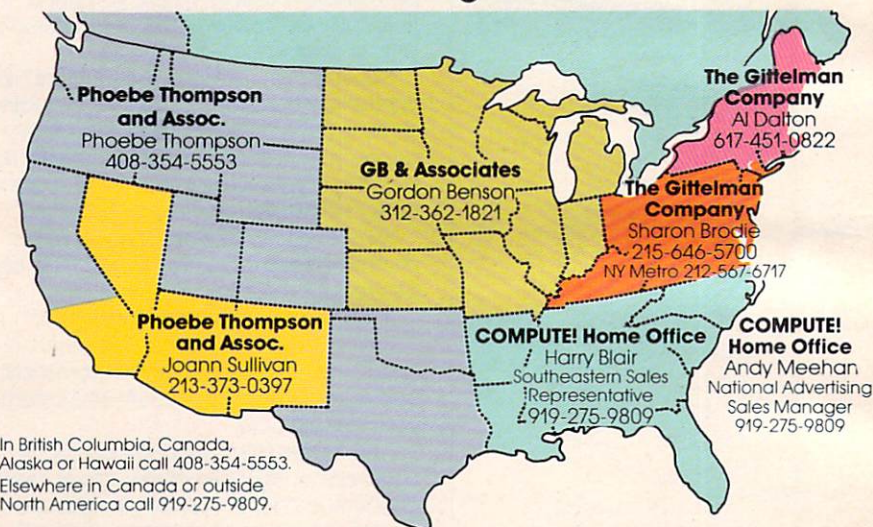 Phoebe Thompson
and Assoc.
Phoebe Thompson
408-354-5553
GB & Associates
Gordon Benson
312-362-1821
The Gittelman
Company
Al Dalton
617-451-0822
The Gittelman
Company
Sharon Brodie
215-646-5700
NY Metro 212-567-6717
Phoebe Thompson
and Assoc.
Joann Sullivan
213-373-0397
COMPUTE! Home Office
Harry Blair
Southeastern Sales
Representative
919-275-9809
COMPUTE!
Home Office
Andy Meehan
National Advertising
Sales Manager
919-275-9809
In British Columbia, Canada,
Alaska or Hawaii call 408-354-5553.
Elsewhere in Canada or outside
North America call 919-275-9809.